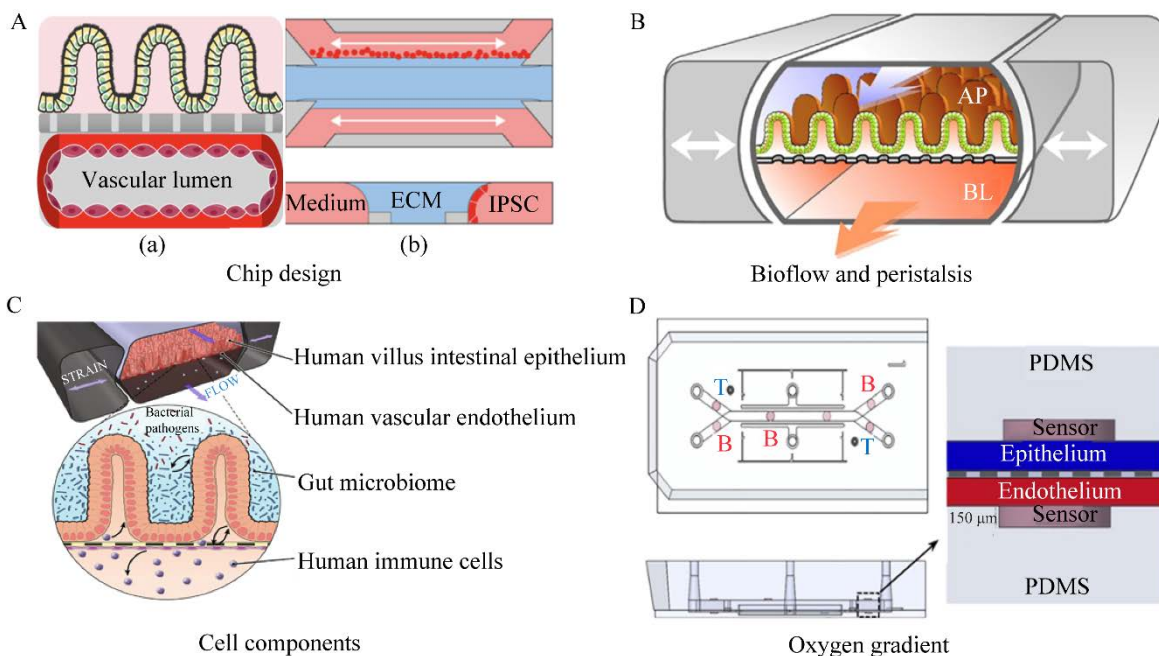 A
Vascular lumen
(a)
Medium
ECM
IPSC
(b)
Chip design
B
AP
BL
Bioflow and peristalsis
C
STRAIN
FLOW
Human villus intestinal epithelium
Human vascular endothelium
Bacterial
pathogens
Gut microbiome
Human immune cells
Cell components
D
T
B
B
B
T
PDMS
Sensor
Epithelium
Endothelium
150 μm
Sensor
PDMS
Oxygen gradient